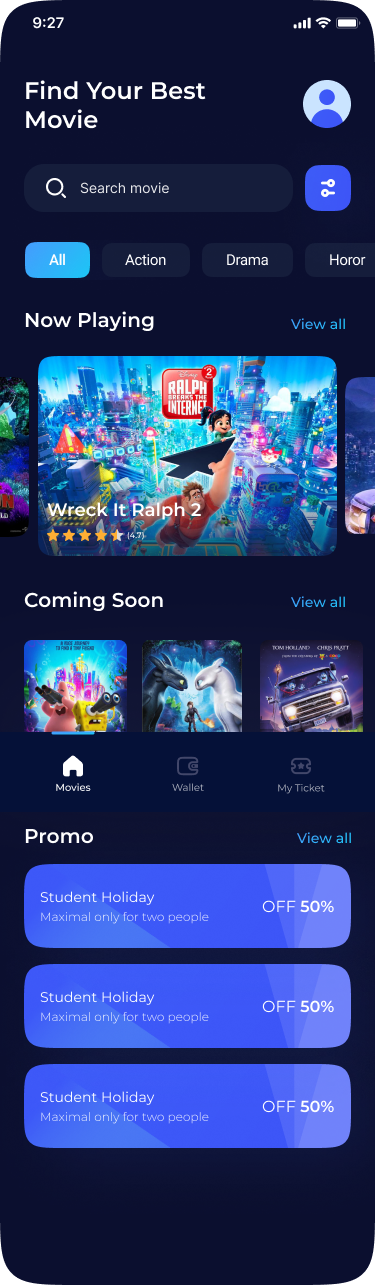 9:27
Find Your Best
Movie
Search movie
All
Action
Drama
Horor
Now Playing
View all
Disney
RALPH
BREAKS THE
INTERNET
2
Wreck It Ralph 2
(4.7)
Coming Soon
View all
TOM HOLLAND CHRIS PRATT
Movies
Wallet
My Ticket
Promo
View all
Student Holiday
OFF 50%
Maximal only for two people
Student Holiday
OFF 50%
Maximal only for two people
Student Holiday
OFF 50%
Maximal only for two people